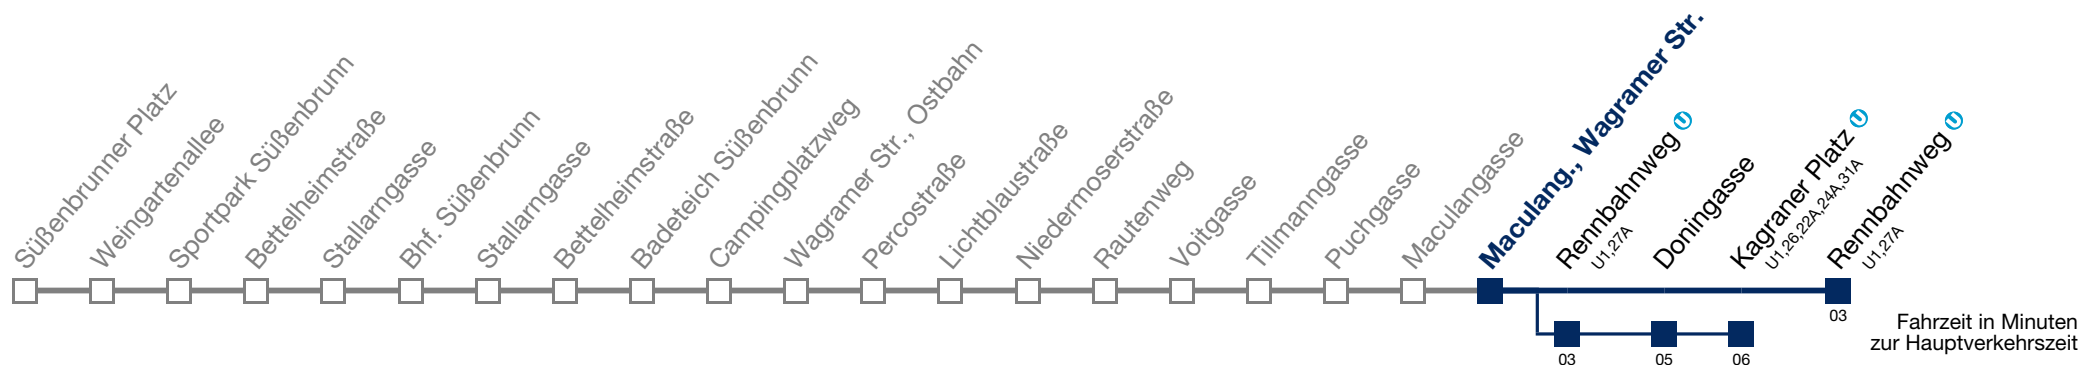 Süßenbrunner Platz
Weingartenallee
Sportpark Süßenbrunn
Bettelheimstraße
Stallarngasse
Bhf. Süßenbrunn
Stallarngasse
Bettelheimstraße
Badeteich Süßenbrunn
Campingplatzweg
Wagramer Str., Ostbahn
Percostraße
Lichtblaustraße
Niedermoserstraße
Rautenweg
Voitgasse
Tillmanngasse
Puchgasse
Maculangasse
Maculang., Wagramer Str.
Rennbahnweg U
U1,27A
Doningasse
Kagraner Platz U
U1,26,22A,24A,31A
Rennbahnweg U
U1,27A
03
05
06
03
Fahrzeit in Minuten
zur Hauptverkehrszeit